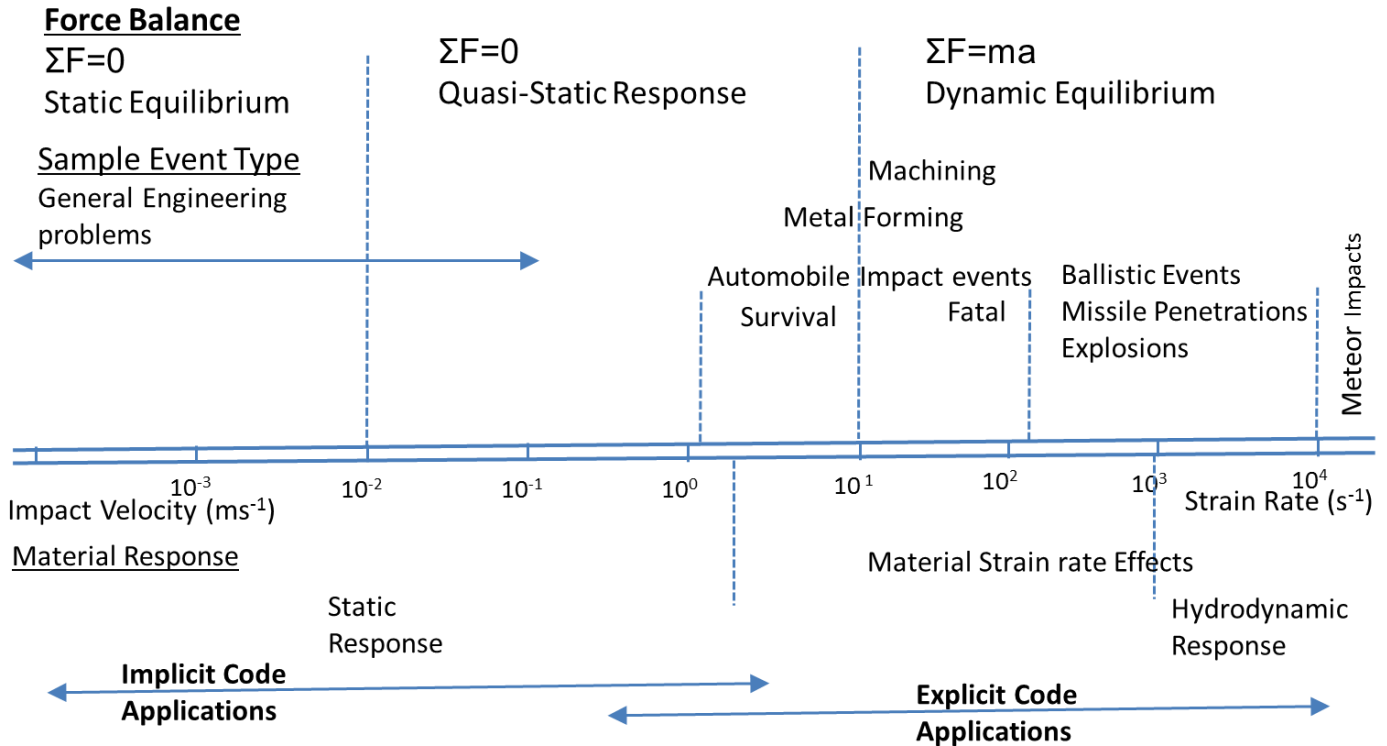 Force Balance
ΣF=0
Static Equilibrium
ΣF=0
Quasi-Static Response
ΣF=ma
Dynamic Equilibrium
Sample Event Type
General Engineering
problems
Machining
Metal Forming
Automobile Impact events
Survival
Fatal
Ballistic Events
Missile Penetrations
Explosions
Meteor Impacts
10⁻³
10⁻²
10⁻¹
10⁰
10¹
10²
10³
10⁴
Impact Velocity (ms⁻¹)
Strain Rate (s⁻¹)
Material Response
Material Strain rate Effects
Static
Response
Hydrodynamic
Response
Implicit Code
Applications
Explicit Code
Applications